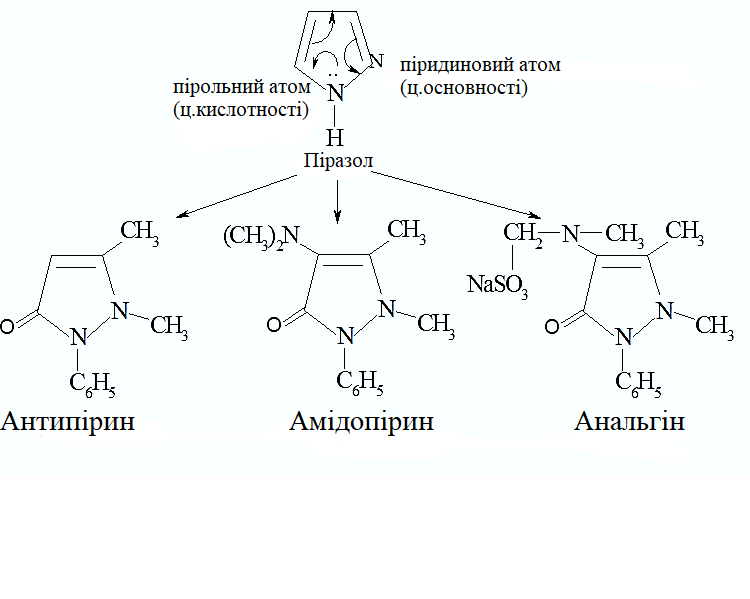 N
піридиновий атом
(ц.основності)
пірольний атом
(ц.кислотності)
N
H
Піразол
CH3
N
CH3
O
N
C6H5
Антипірин
(CH3)2N
CH3
N
CH3
O
N
C6H5
Амідопірин
CH2—N—CH3
CH3
NaSO3
N
CH3
O
N
C6H5
Анальгін